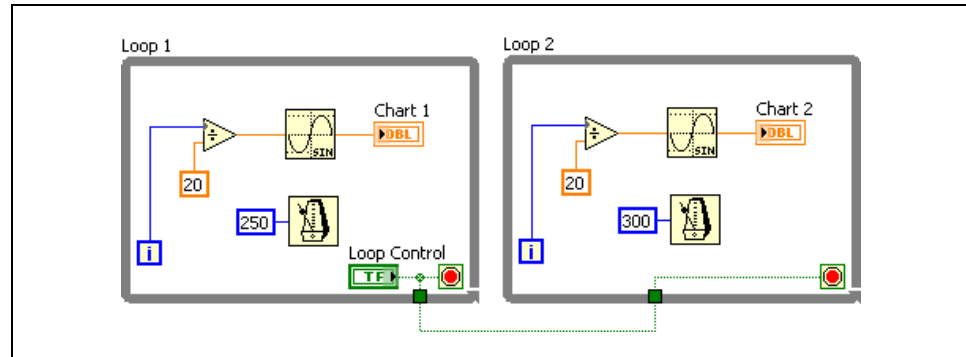 Loop 1
Chart 1
÷
SIN
DBL
20
250
i
Loop Control
TF
Loop 2
Chart 2
÷
SIN
DBL
20
300
i